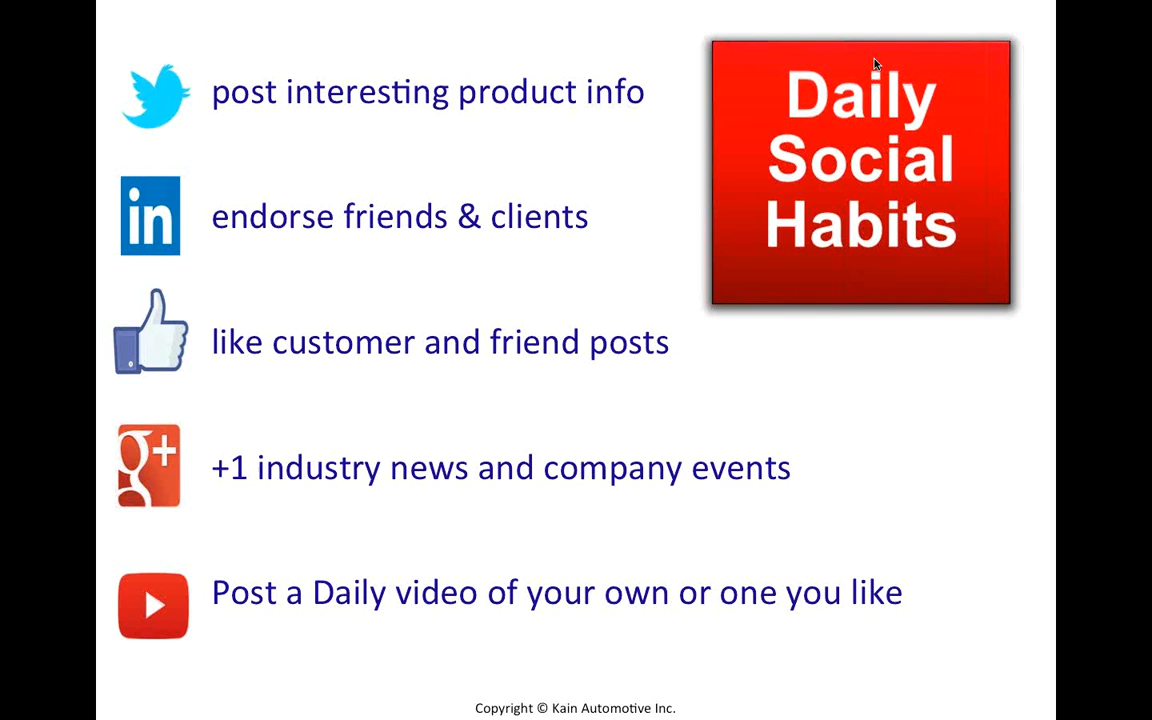 Daily
Social
Habits
post interesting product info
in
endorse friends & clients
like customer and friend posts
g+
+1 industry news and company events
Post a Daily video of your own or one you like
Copyright © Kain Automotive Inc.